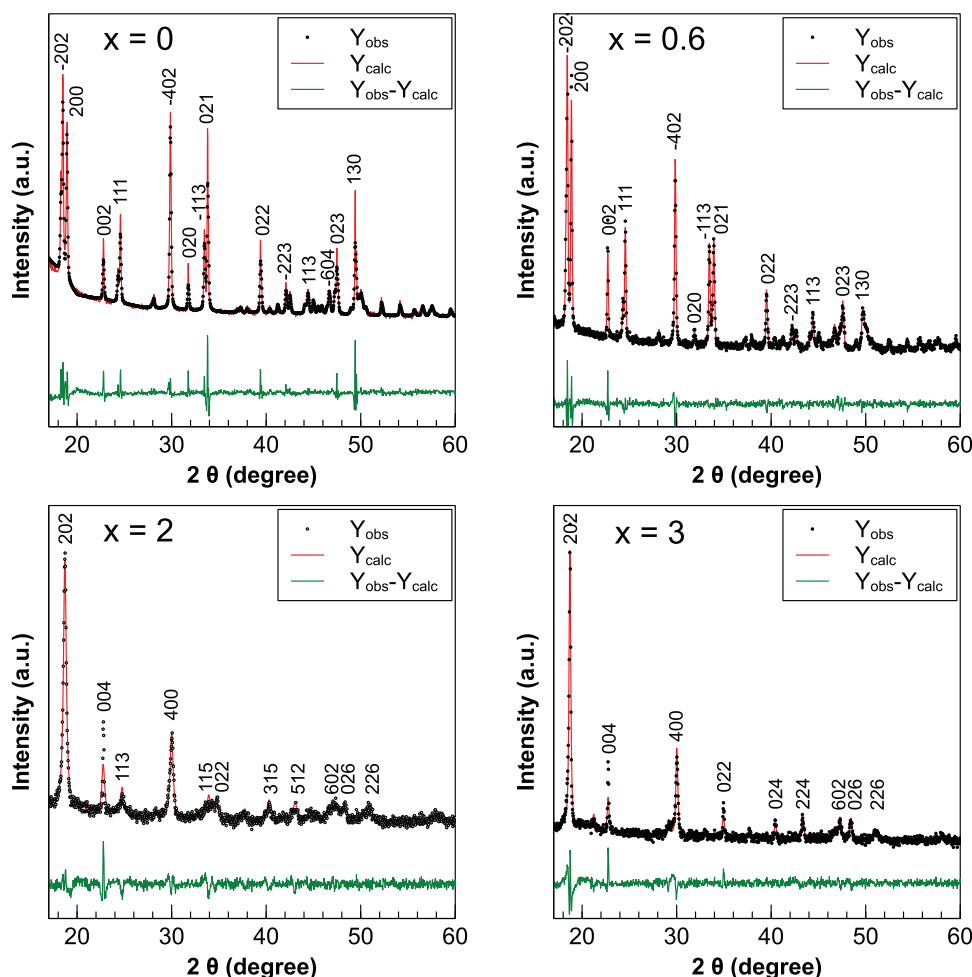 x = 0
Y_obs
Y_calc
Y_obs-Y_calc
-202
200
002
111
-402
020
-113
021
022
-223
113
-604
023
130
Intensity (a.u.)
20 30 40 50 60
2 θ (degree)
x = 0.6
Y_obs
Y_calc
Y_obs-Y_calc
-202
200
002
111
-402
-113
020
021
022
-223
113
023
130
Intensity (a.u.)
20 30 40 50 60
2 θ (degree)
x = 2
Y_obs
Y_calc
Y_obs-Y_calc
202
004
113
400
115
022
315
512
602
026
226
Intensity (a.u.)
20 30 40 50 60
2 θ (degree)
x = 3
Y_obs
Y_calc
Y_obs-Y_calc
202
004
400
022
024
224
602
026
226
Intensity (a.u.)
20 30 40 50 60
2 θ (degree)